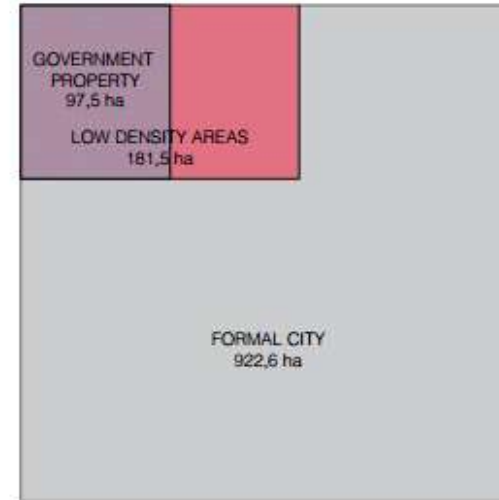 GOVERNMENT
PROPERTY
97,5 ha
LOW DENSITY AREAS
181,5 ha
FORMAL CITY
922,6 ha